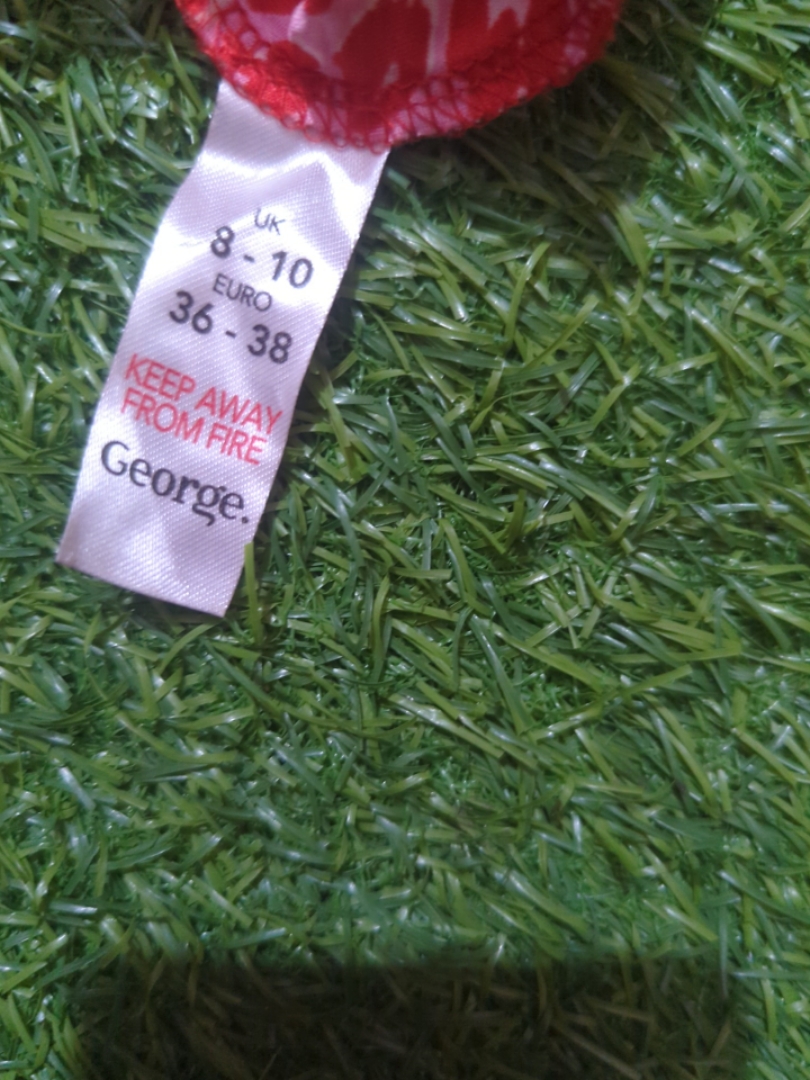 UK
8 - 10
EURO
36 - 38
KEEP AWAY
FROM FIRE
George.